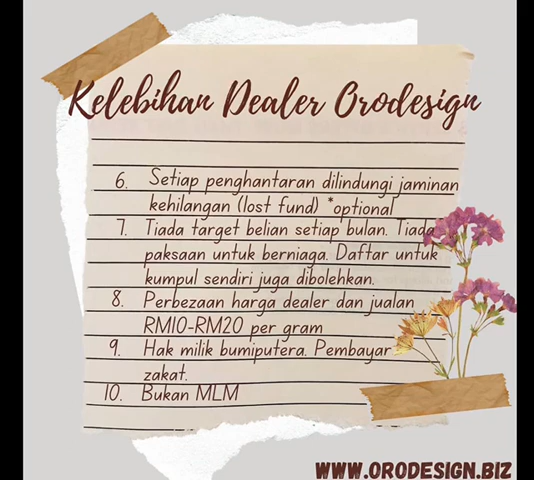 Kelebihan Dealer Orodesign
6. Setiap penghantaran dilindungi jaminan
kehilangan (lost fund) *optional
7. Tiada target belian setiap bulan. Tiada
paksaan untuk berniaga. Daftar untuk
kumpul sendiri juga dibolehkan.
8. Perbezaan harga dealer dan jualan
RM10-RM20 per gram
9. Hak milik bumiputera. Pembayar
zakat.
10. Bukan MLM
WWW.ORODESIGN.BIZ